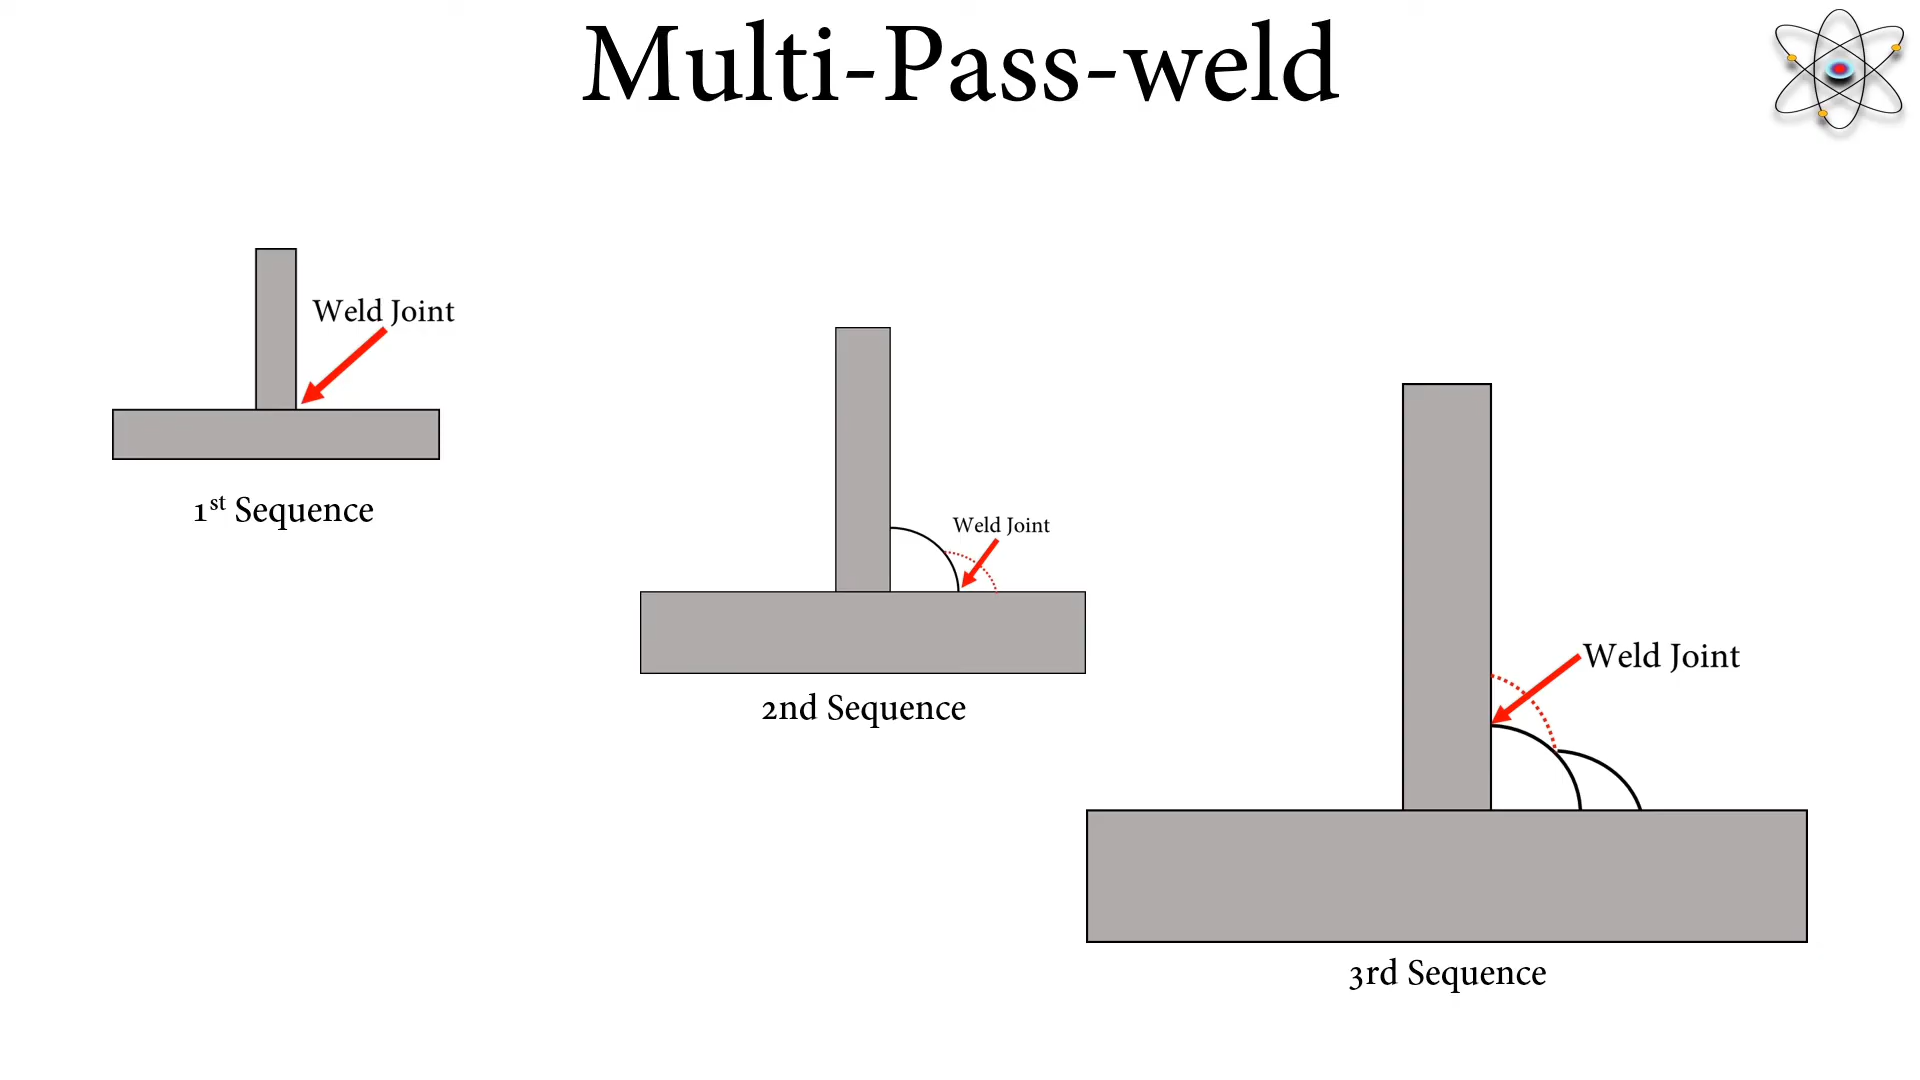 Multi-Pass-weld
Weld Joint
1st Sequence
Weld Joint
2nd Sequence
Weld Joint
3rd Sequence